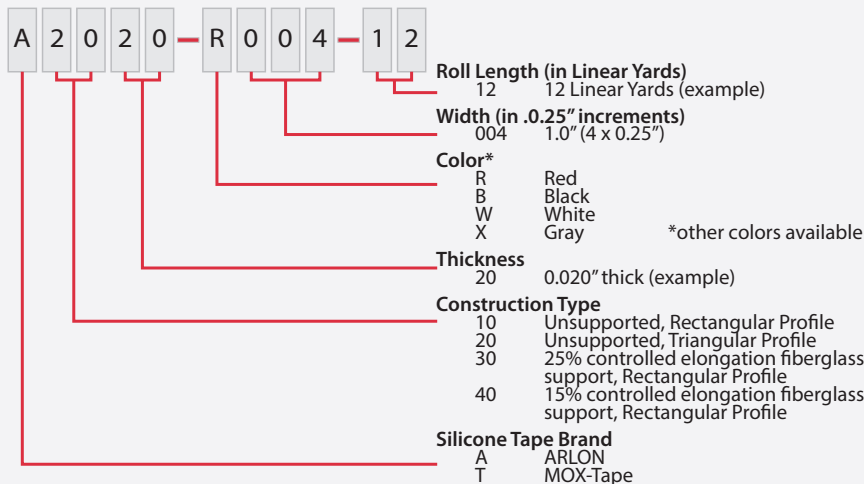 A 2 0 2 0 – R 0 0 4 – 1 2
Roll Length (in Linear Yards)
12 12 Linear Yards (example)
Width (in .0.25” increments)
004 1.0” (4 x 0.25”)
Color*
R Red
B Black
W White
X Gray *other colors available
Thickness
20 0.020” thick (example)
Construction Type
10 Unsupported, Rectangular Profile
20 Unsupported, Triangular Profile
30 25% controlled elongation fiberglass
support, Rectangular Profile
40 15% controlled elongation fiberglass
support, Rectangular Profile
Silicone Tape Brand
A ARLON
T MOX-Tape